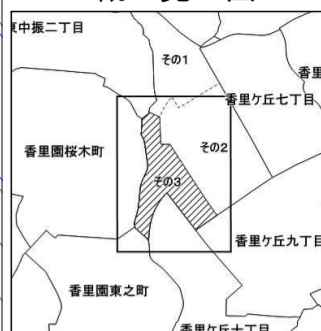 東中振二丁目
その1
香里
香里ケ丘七丁目
香里園桜木町
その2
その3
香里ケ丘九丁目
香里園東之町
香里ケ丘十丁目